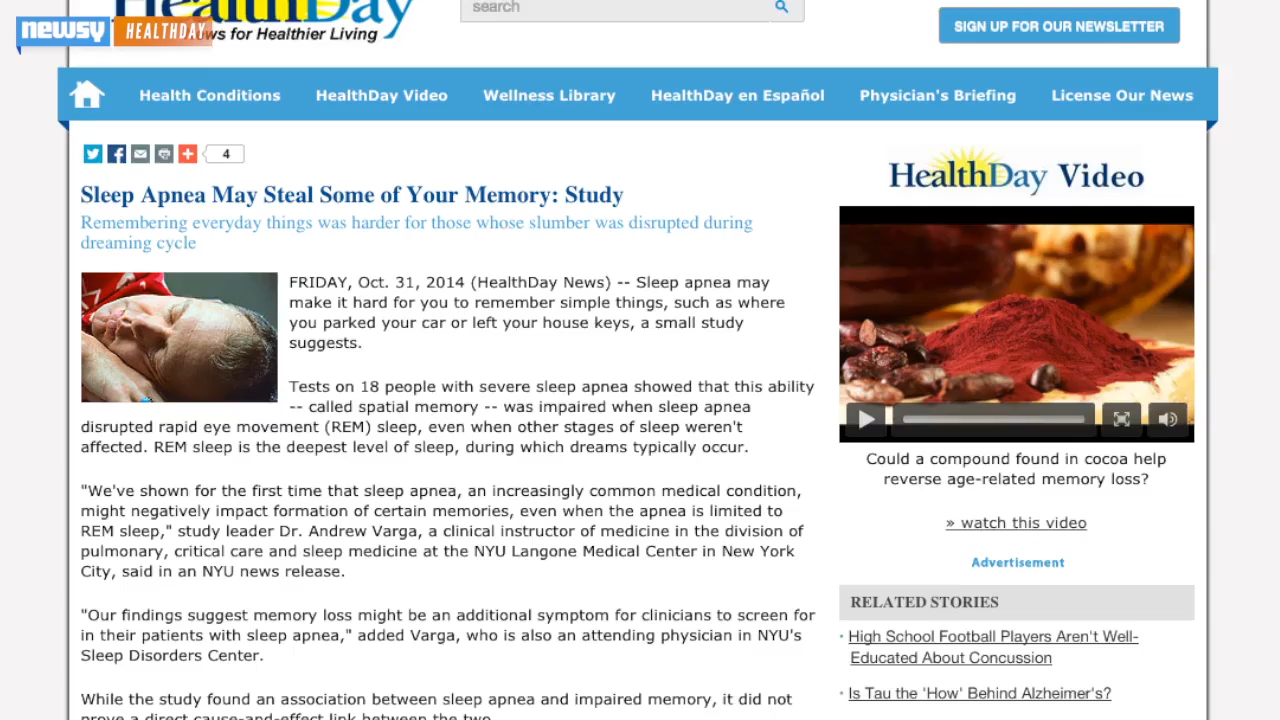 HealthDay
search
newsy HEALTHDAY
News for Healthier Living
SIGN UP FOR OUR NEWSLETTER
Health Conditions HealthDay Video Wellness Library HealthDay en Español Physician's Briefing License Our News
4
Sleep Apnea May Steal Some of Your Memory: Study
Remembering everyday things was harder for those whose slumber was disrupted during
dreaming cycle
FRIDAY, Oct. 31, 2014 (HealthDay News) -- Sleep apnea may
make it hard for you to remember simple things, such as where
you parked your car or left your house keys, a small study
suggests.
Tests on 18 people with severe sleep apnea showed that this ability
-- called spatial memory -- was impaired when sleep apnea
disrupted rapid eye movement (REM) sleep, even when other stages of sleep weren't
affected. REM sleep is the deepest level of sleep, during which dreams typically occur.
"We've shown for the first time that sleep apnea, an increasingly common medical condition,
might negatively impact formation of certain memories, even when the apnea is limited to
REM sleep," study leader Dr. Andrew Varga, a clinical instructor of medicine in the division of
pulmonary, critical care and sleep medicine at the NYU Langone Medical Center in New York
City, said in an NYU news release.
"Our findings suggest memory loss might be an additional symptom for clinicians to screen for
in their patients with sleep apnea," added Varga, who is also an attending physician in NYU's
Sleep Disorders Center.
While the study found an association between sleep apnea and impaired memory, it did not
prove a direct cause-and-effect link between the two.
HealthDay Video
Could a compound found in cocoa help
reverse age-related memory loss?
» watch this video
Advertisement
RELATED STORIES
High School Football Players Aren't Well-
Educated About Concussion
Is Tau the 'How' Behind Alzheimer's?